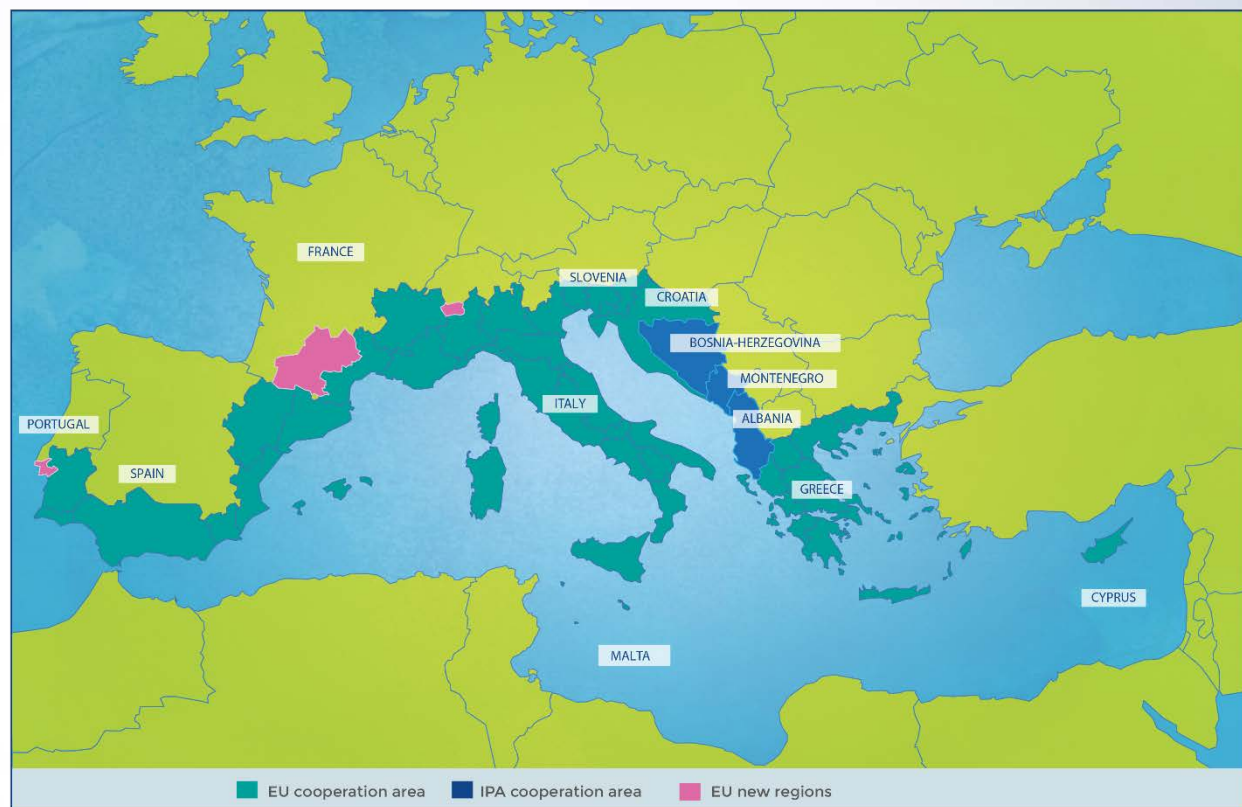 FRANCE
SLOVENIA
CROATIA
BOSNIA-HERZEGOVINA
MONTENEGRO
ITALY
ALBANIA
PORTUGAL
SPAIN
GREECE
CYPRUS
MALTA
EU cooperation area IPA cooperation area EU new regions